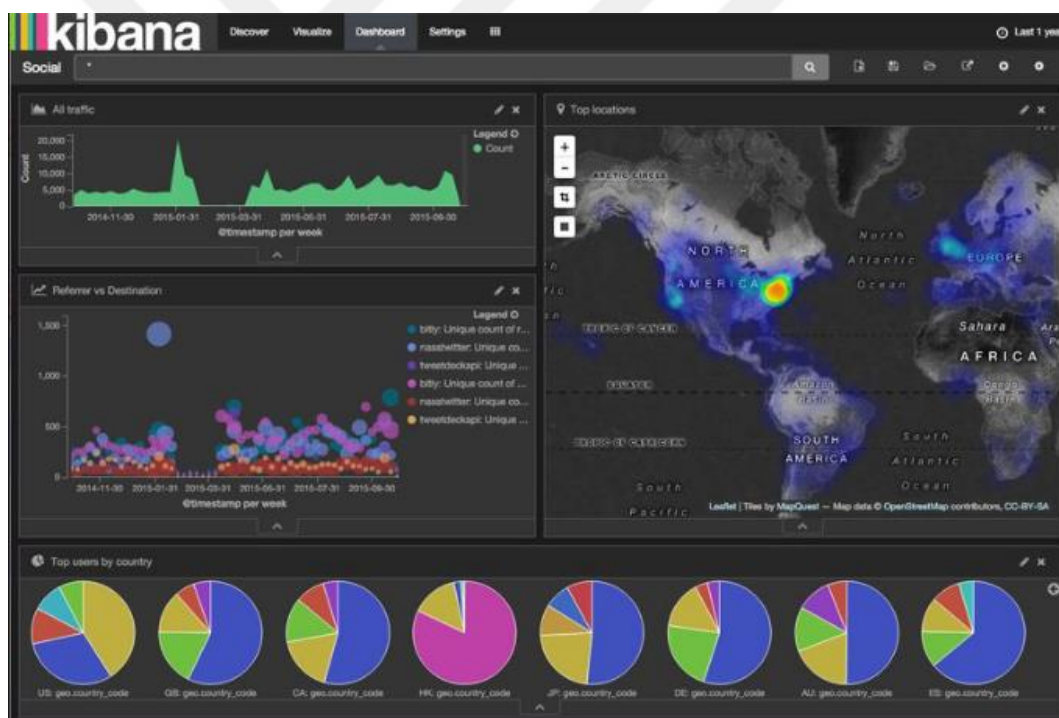 kibana
Discover Visualize Dashboard Settings
Last 1 yea
Social *
All traffic
Legend
Count
20,000
15,000
10,000
5,000
0
Count
2014-11-30 2015-01-31 2015-03-31 2015-05-31 2015-07-31 2015-09-30
@timestamp per week
Referrer vs Destination
Legend
1,500
1,000
500
0
bitly: Unique count of r...
nasatwitter: Unique co...
tweetdeckapi: Unique ...
bitly: Unique count of ...
nasatwitter: Unique co...
tweetdeckapi: Unique ...
2014-11-30 2015-01-31 2015-03-31 2015-05-31 2015-07-31 2015-09-30
@timestamp per week
Top locations
+
−
ARCTIC CIRCLE
NORTH
AMERICA
North
Atlantic
Ocean
EUROPE
TROPIC OF CANCER
Sahara
AFRICA
EQUATOR
Amazon
Basin
Congo
Basin
TROPIC OF CAPRICORN
SOUTH
AMERICA
South
Atlantic
Ocean
South
Pacific
Leaflet | Tiles by MapQuest — Map data © OpenStreetMap contributors, CC-BY-SA
Top users by country
US: geo.country_code GB: geo.country_code CA: geo.country_code HK: geo.country_code JP: geo.country_code DE: geo.country_code AU: geo.country_code ES: geo.country_code